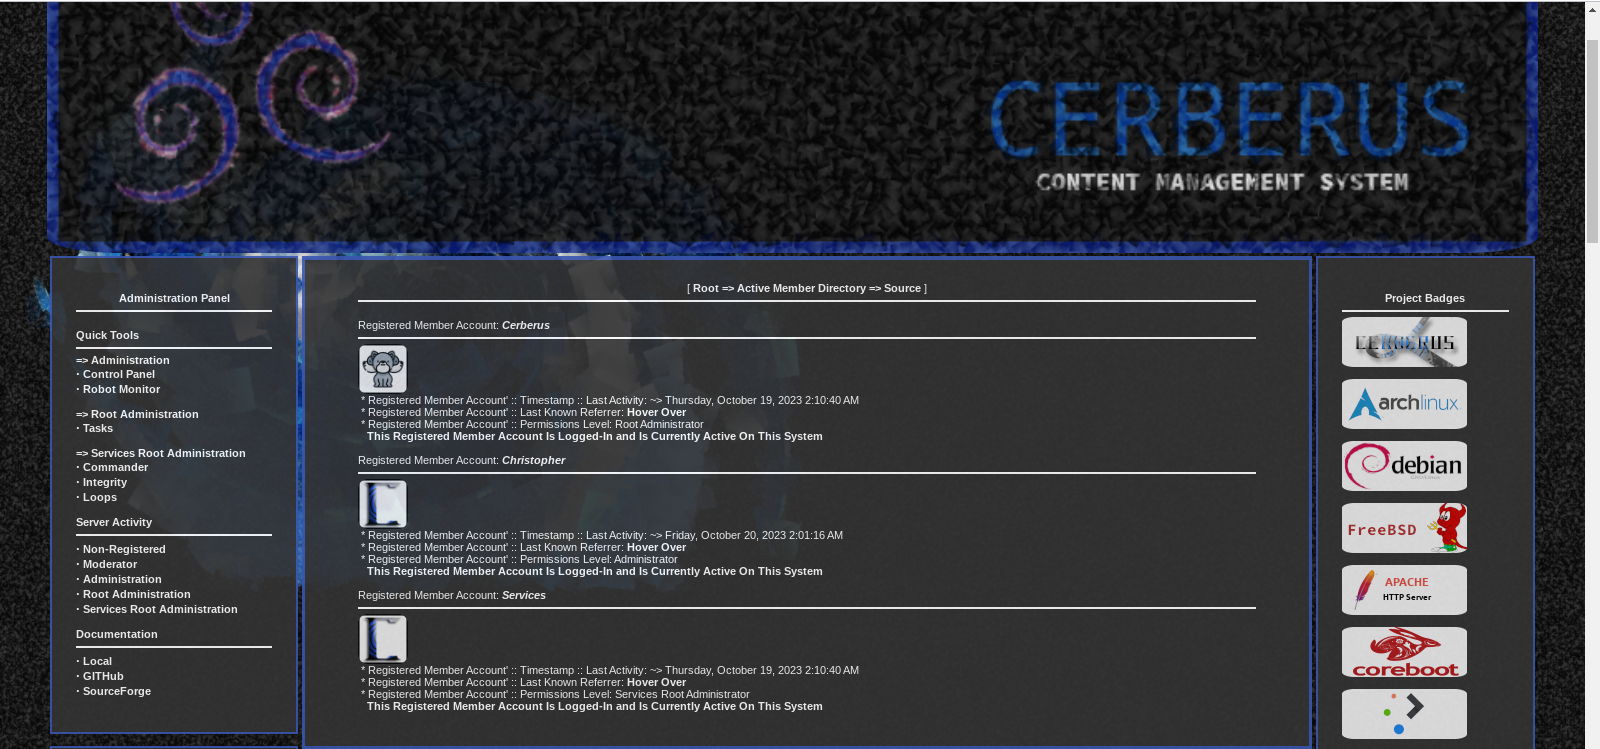 CERBERUS
CONTENT MANAGEMENT SYSTEM
Administration Panel
Quick Tools
=> Administration
· Control Panel
· Robot Monitor
=> Root Administration
· Tasks
=> Services Root Administration
· Commander
· Integrity
· Loops
Server Activity
· Non-Registered
· Moderator
· Administration
· Root Administration
· Services Root Administration
Documentation
· Local
· GITHub
· SourceForge
[ Root => Active Member Directory => Source ]
Registered Member Account: Cerberus
* Registered Member Account' :: Timestamp :: Last Activity: ~> Thursday, October 19, 2023 2:10:40 AM
* Registered Member Account' :: Last Known Referrer: Hover Over
* Registered Member Account' :: Permissions Level: Root Administrator
This Registered Member Account Is Logged-In and Is Currently Active On This System
Registered Member Account: Christopher
* Registered Member Account' :: Timestamp :: Last Activity: ~> Friday, October 20, 2023 2:01:16 AM
* Registered Member Account' :: Last Known Referrer: Hover Over
* Registered Member Account' :: Permissions Level: Administrator
This Registered Member Account Is Logged-In and Is Currently Active On This System
Registered Member Account: Services
* Registered Member Account' :: Timestamp :: Last Activity: ~> Thursday, October 19, 2023 2:10:40 AM
* Registered Member Account' :: Last Known Referrer: Hover Over
* Registered Member Account' :: Permissions Level: Services Root Administrator
This Registered Member Account Is Logged-In and Is Currently Active On This System
Project Badges
CERBERUS
archlinux
debian
FreeBSD
APACHE
HTTP Server
coreboot